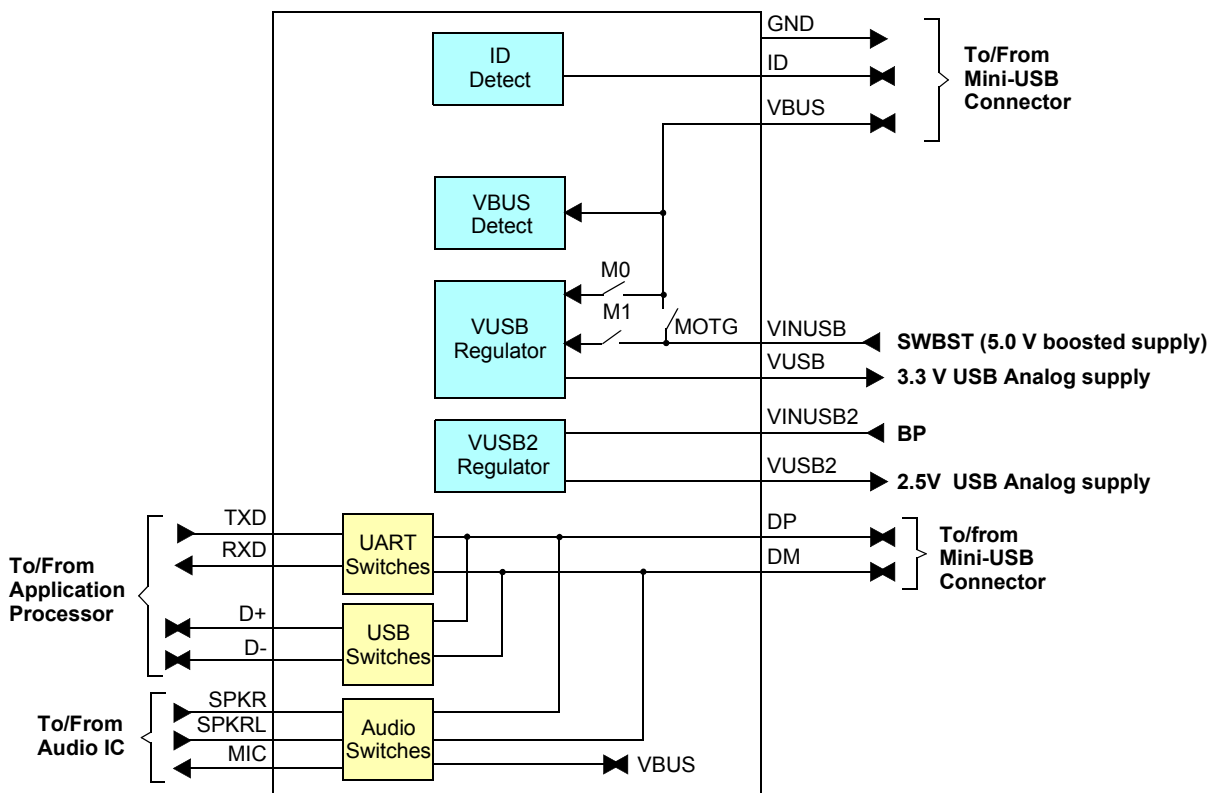 GND
ID
Detect
ID
To/From
Mini-USB
Connector
VBUS
VBUS
Detect
M0
M1
MOTG
VUSB
Regulator
VINUSB
SWBST (5.0 V boosted supply)
VUSB
3.3 V USB Analog supply
VUSB2
Regulator
VINUSB2
BP
VUSB2
2.5V  USB Analog supply
To/From
Application
Processor
TXD
RXD
UART
Switches
DP
DM
To/from
Mini-USB
Connector
D+
D-
USB
Switches
To/From
Audio IC
SPKR
SPKRL
MIC
Audio
Switches
VBUS